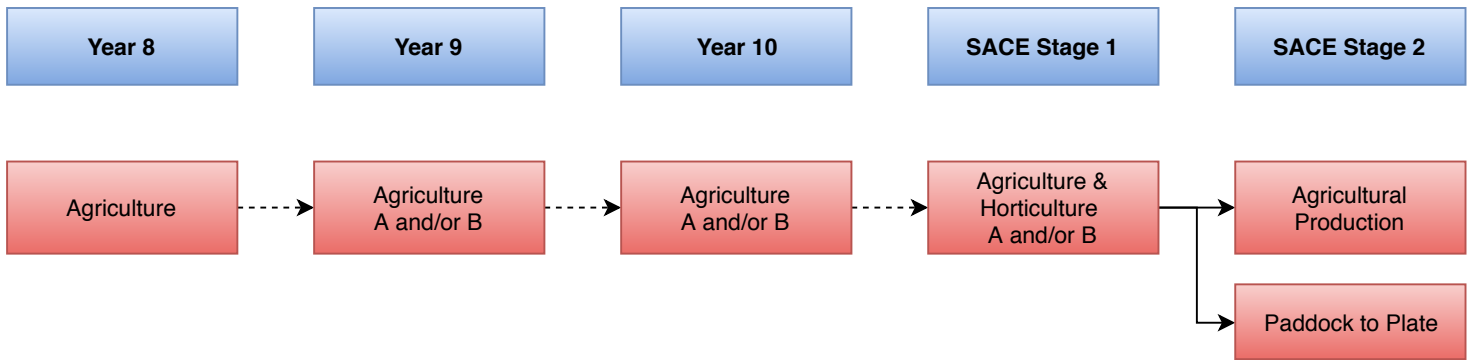 Year 8
Year 9
Year 10
SACE Stage 1
SACE Stage 2
Agriculture
Agriculture
A and/or B
Agriculture
A and/or B
Agriculture &
Horticulture
A and/or B
Agricultural
Production
Paddock to Plate